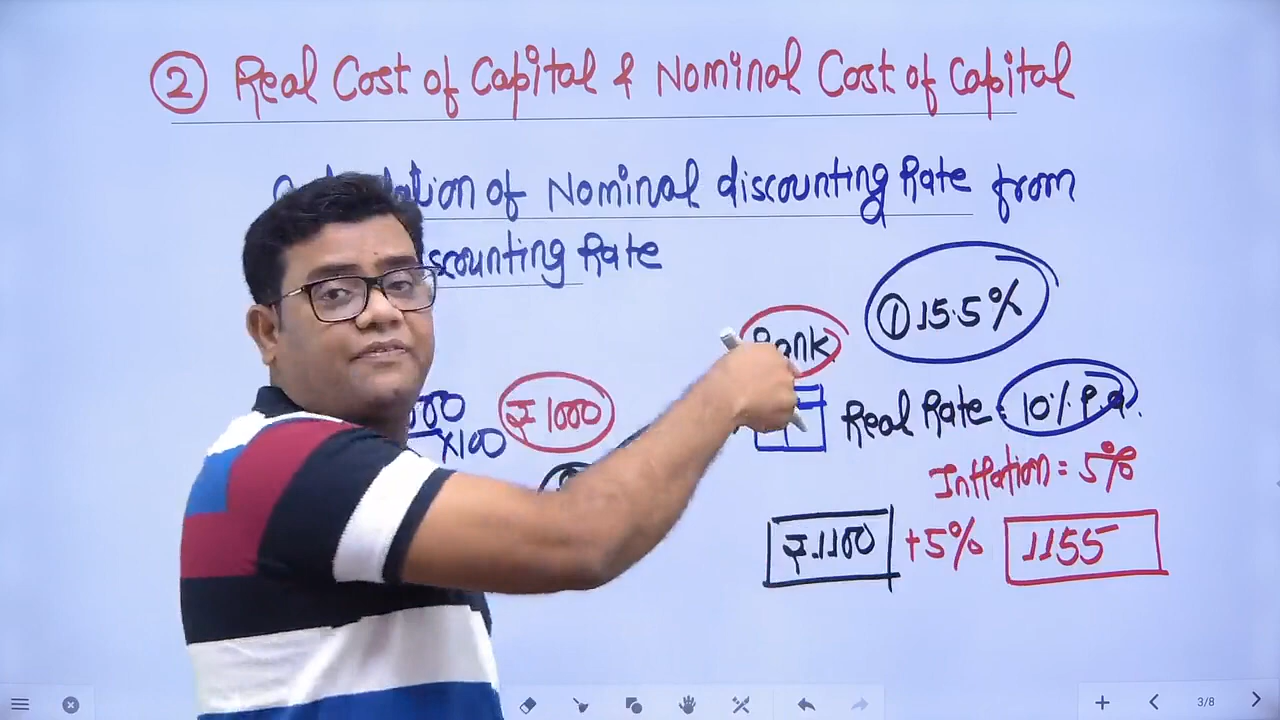 ② Real Cost of Capital & Nominal Cost of Capital
of Nominal discounting Rate from
Rate
① 15.5%
Bank
₹ 1000
×100
Real Rate = 10% P.a.
Inflation = 5%
₹ 1100 +5% 1155
3/8